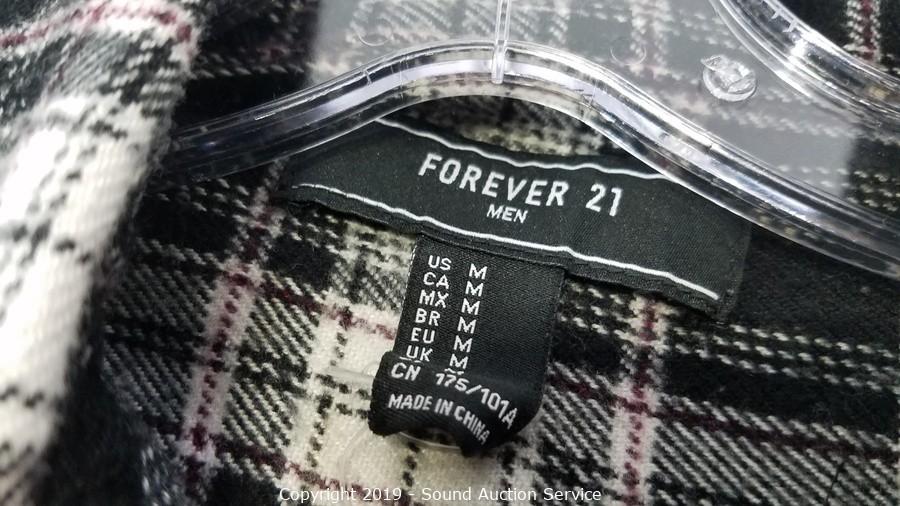 FOREVER 21
MEN
US M
CA M
MX M
BR M
EU M
UK M
CN 175/101A
MADE IN CHINA
Copyright 2019 - Sound Auction Service